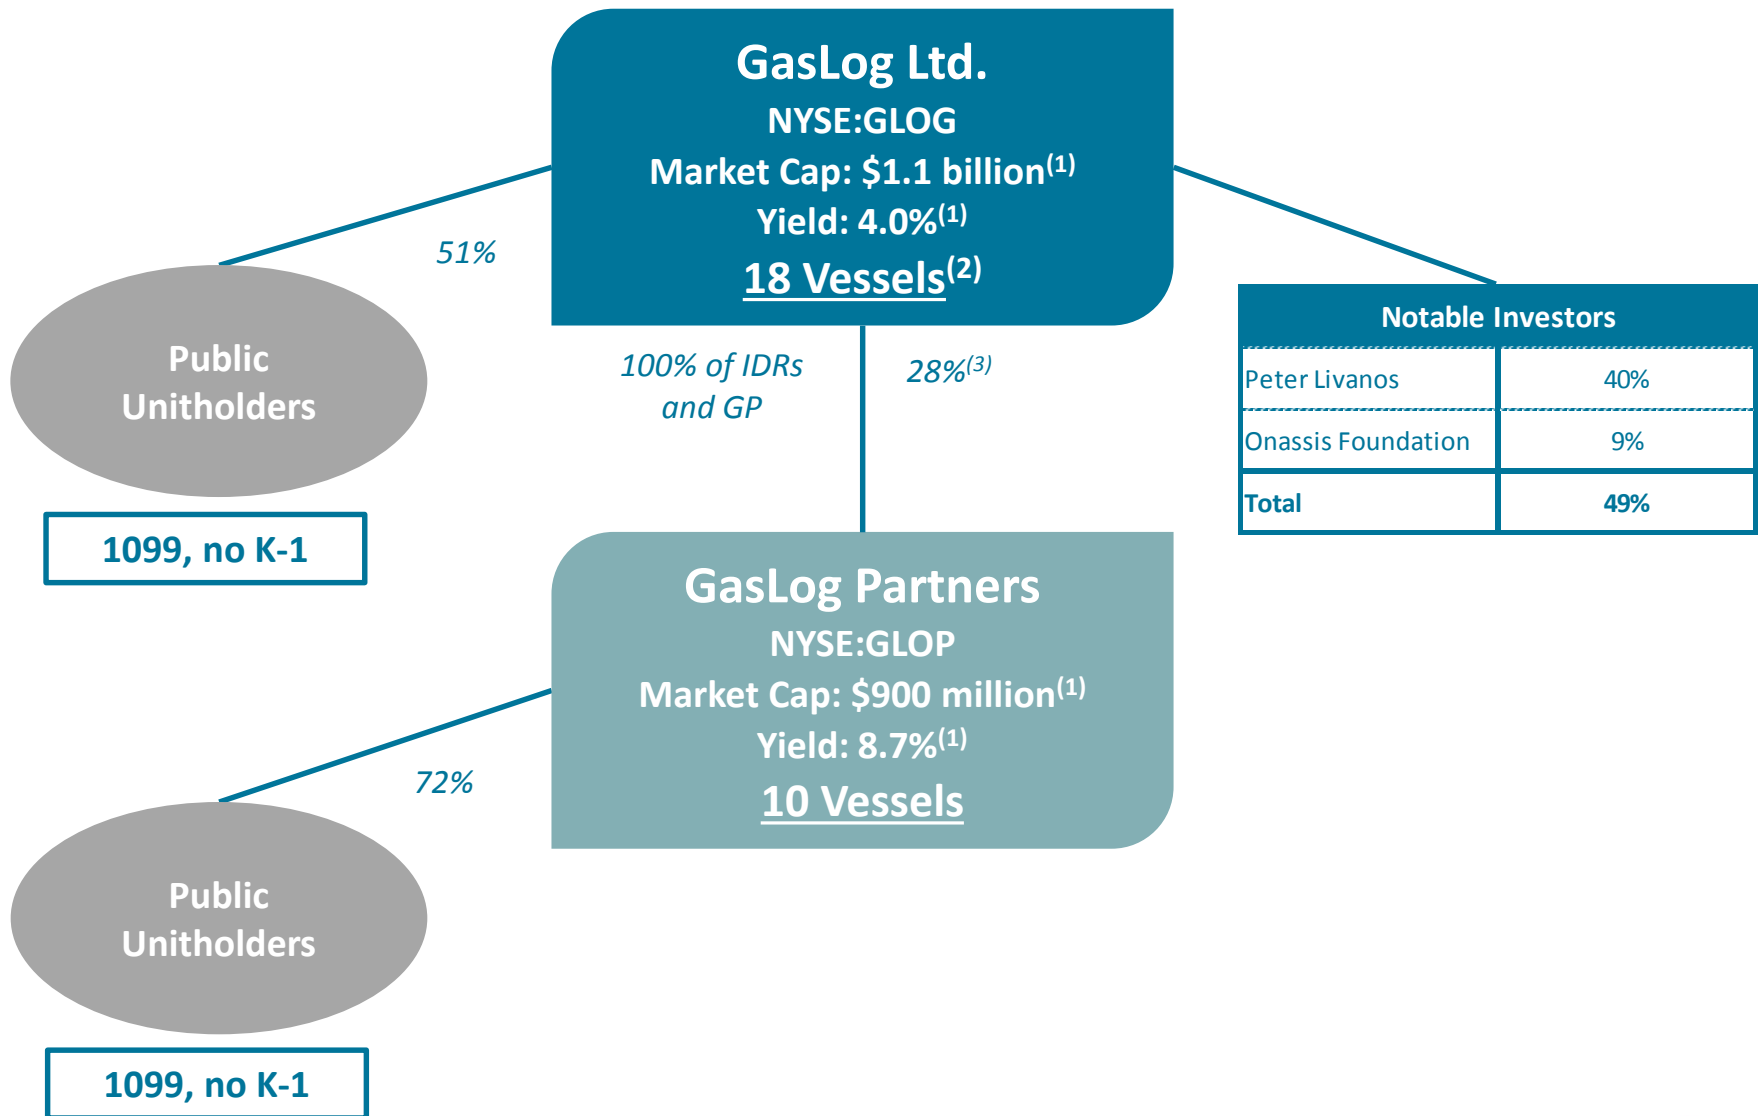 GasLog Ltd.
NYSE:GLOG
Market Cap: $1.1 billion(1)
Yield: 4.0%(1)
18 Vessels(2)
51%
Public
Unitholders
1099, no K-1
100% of IDRs
and GP
28%(3)
Notable Investors
Peter Livanos 40%
Onassis Foundation 9%
Total 49%
GasLog Partners
NYSE:GLOP
Market Cap: $900 million(1)
Yield: 8.7%(1)
10 Vessels
72%
Public
Unitholders
1099, no K-1